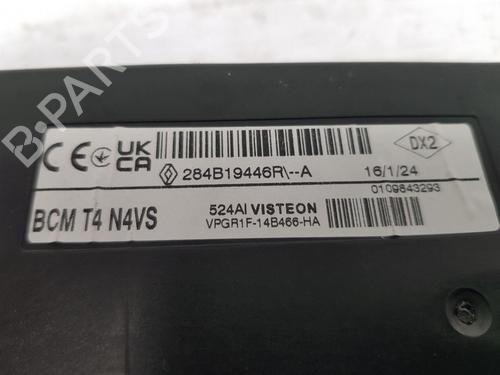 CE UK CA
284B19446R\--A
DX2
16/1/24
0109843293
BCM T4 N4VS
524AI VISTEON
VPGR1F-14B466-HA
B-PARTS